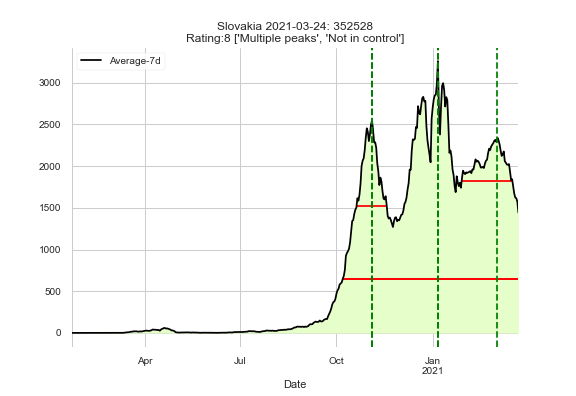 Slovakia 2021-03-24: 352528
Rating:8 ['Multiple peaks', 'Not in control']
Average-7d
3000
2500
2000
1500
1000
500
0
Apr
Jul
Oct
Jan
2021
Date